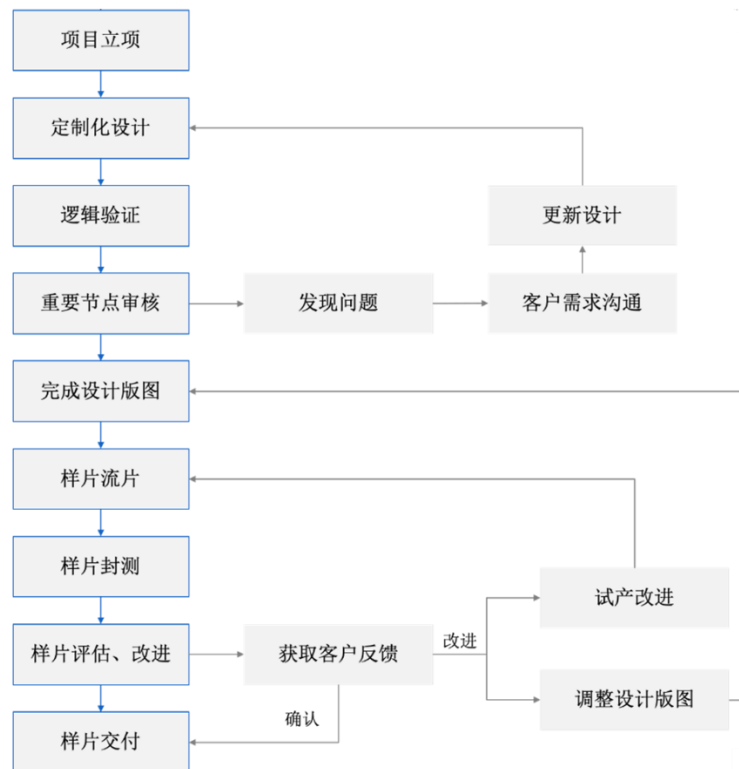 项目立项
定制化设计
逻辑验证
更新设计
重要节点审核
发现问题
客户需求沟通
完成设计版图
样片流片
样片封测
试产改进
样片评估、改进
获取客户反馈
改进
调整设计版图
确认
样片交付